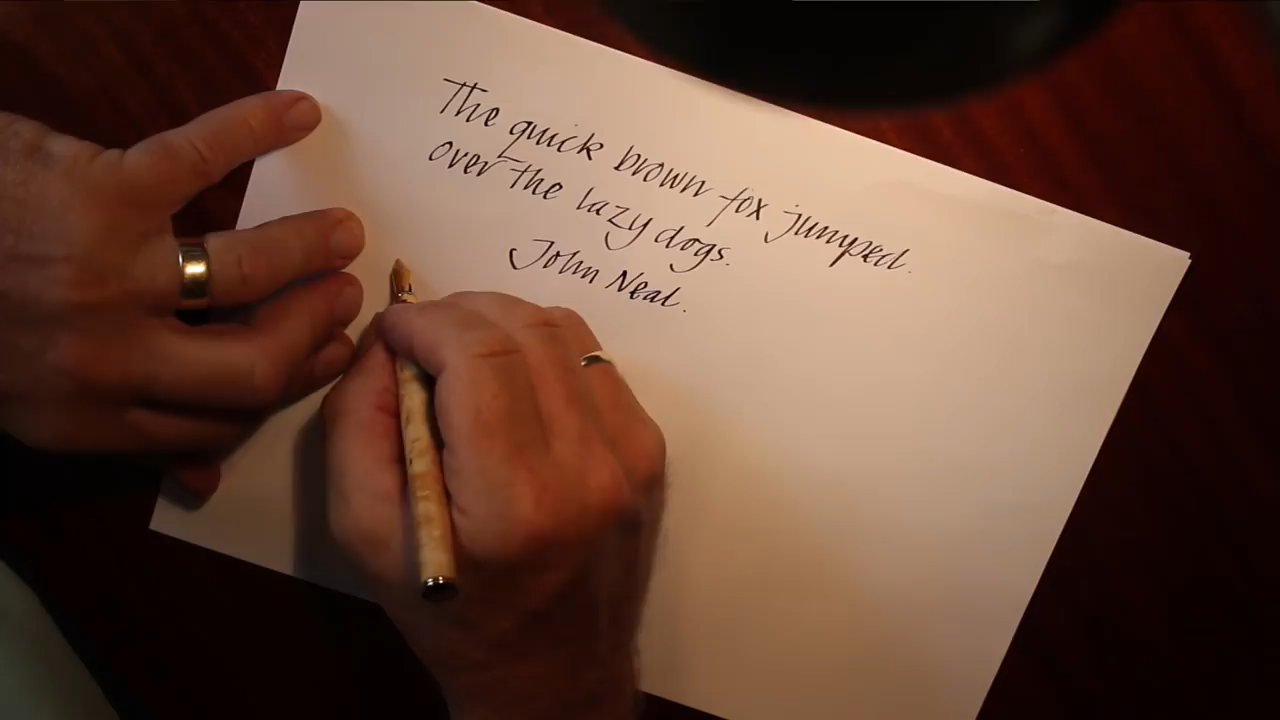 The quick brown fox jumped.
over the lazy dogs.
John Neal.